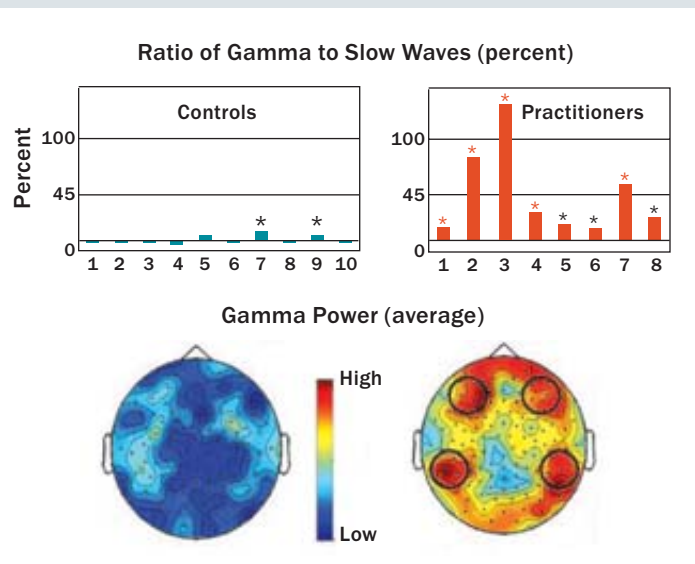 Ratio of Gamma to Slow Waves (percent)
Controls
Practitioners
Percent
100
45
0
1 2 3 4 5 6 7 8 9 10
* *
100
45
0
1 2 3 4 5 6 7 8
* * * * * * * *
Gamma Power (average)
High
Low